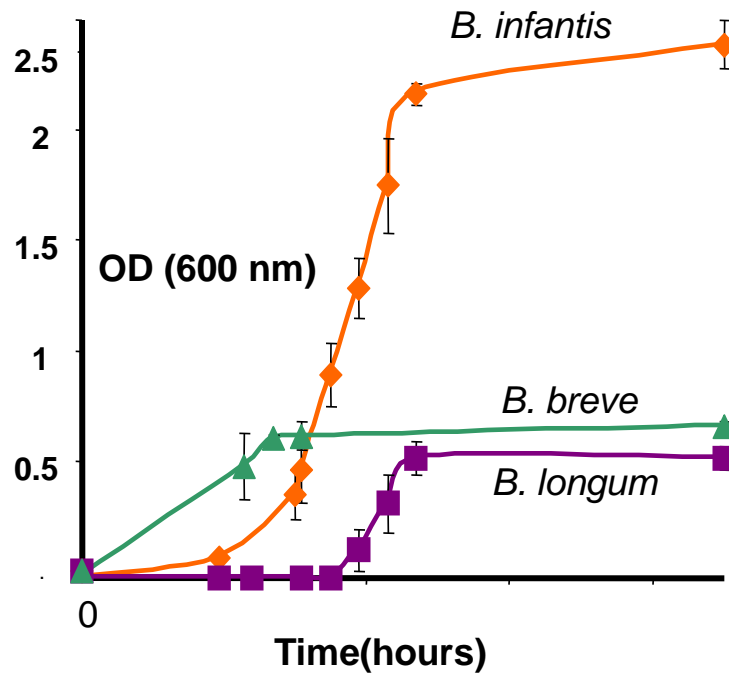 B. infantis
2.5
2
1.5
OD (600 nm)
1
B. breve
0.5
B. longum
0
Time(hours)